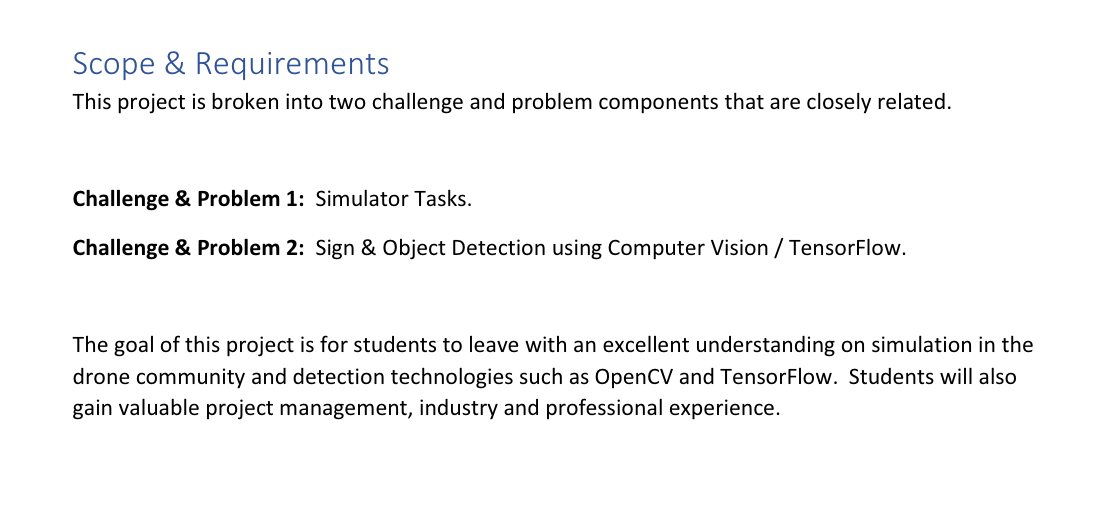 Scope & Requirements
This project is broken into two challenge and problem components that are closely related.
Challenge & Problem 1:  Simulator Tasks.
Challenge & Problem 2:  Sign & Object Detection using Computer Vision / TensorFlow.
The goal of this project is for students to leave with an excellent understanding on simulation in the
drone community and detection technologies such as OpenCV and TensorFlow.  Students will also
gain valuable project management, industry and professional experience.